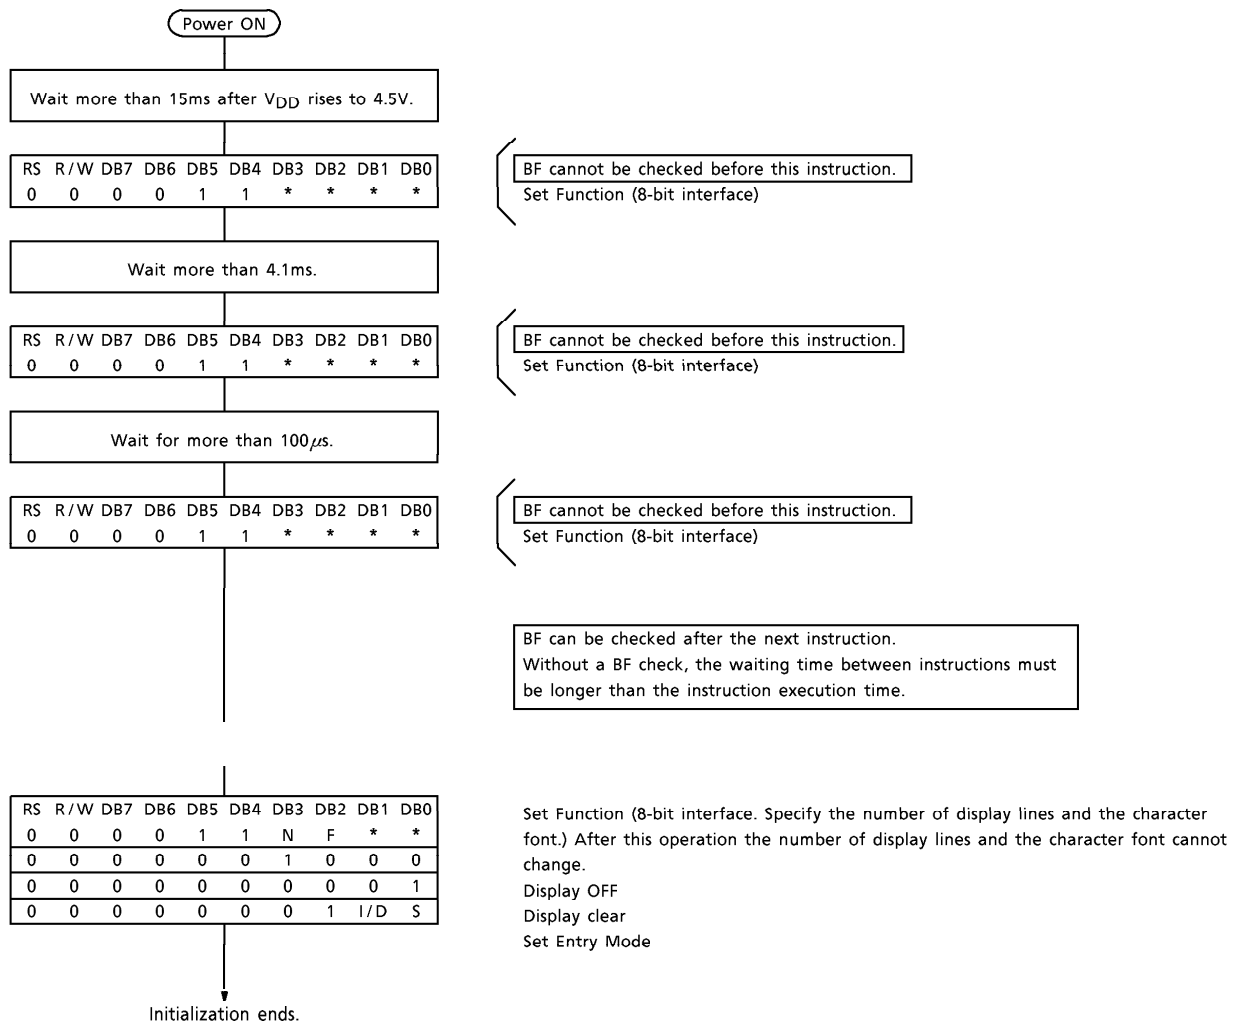 Power ON
Wait more than 15ms after VDD rises to 4.5V.
RS R/W DB7 DB6 DB5 DB4 DB3 DB2 DB1 DB0
0 0 0 0 1 1 * * * *
BF cannot be checked before this instruction.
Set Function (8-bit interface)
Wait more than 4.1ms.
RS R/W DB7 DB6 DB5 DB4 DB3 DB2 DB1 DB0
0 0 0 0 1 1 * * * *
BF cannot be checked before this instruction.
Set Function (8-bit interface)
Wait for more than 100μs.
RS R/W DB7 DB6 DB5 DB4 DB3 DB2 DB1 DB0
0 0 0 0 1 1 * * * *
BF cannot be checked before this instruction.
Set Function (8-bit interface)
BF can be checked after the next instruction.
Without a BF check, the waiting time between instructions must
be longer than the instruction execution time.
RS R/W DB7 DB6 DB5 DB4 DB3 DB2 DB1 DB0
0 0 0 0 1 1 N F * *
0 0 0 0 0 0 1 0 0 0
0 0 0 0 0 0 0 0 0 1
0 0 0 0 0 0 0 1 I/D S
Set Function (8-bit interface. Specify the number of display lines and the character
font.) After this operation the number of display lines and the character font cannot
change.
Display OFF
Display clear
Set Entry Mode
Initialization ends.